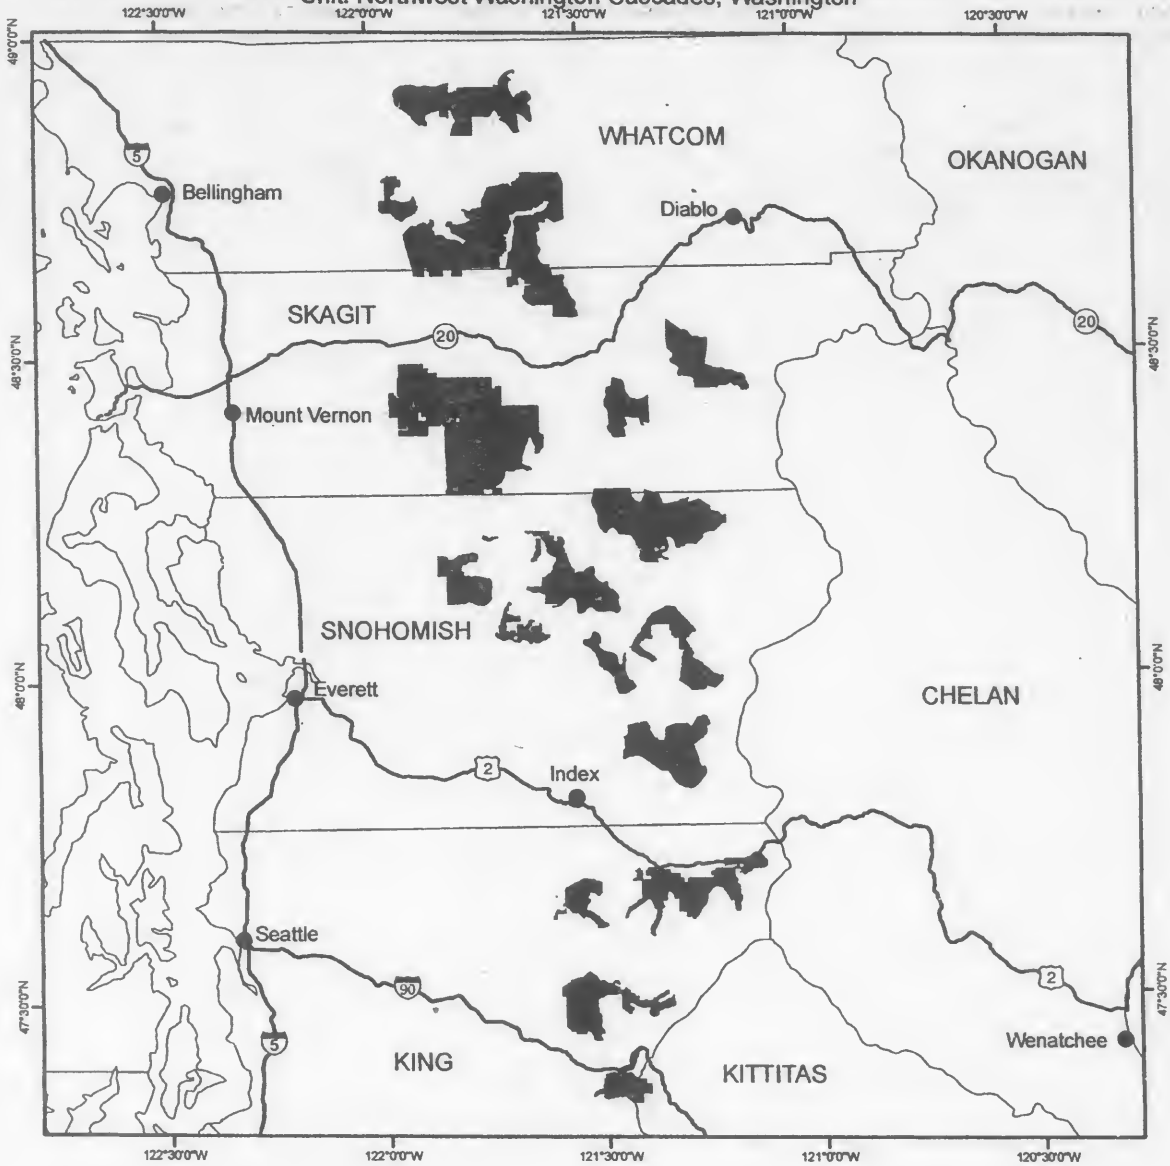 Unit: Northwest Washington Cascades, Washington
122°30'0"W 122°0'0"W 121°30'0"W 121°0'0"W 120°30'0"W
49°0'0"N
WHATCOM
OKANOGAN
5
Bellingham
Diablo
SKAGIT
20
20
48°30'0"N
48°30'0"N
Mount Vernon
SNOHOMISH
48°0'0"N
48°0'0"N
Everett
CHELAN
2
Index
Seattle
90
2
47°30'0"N
47°30'0"N
5
Wenatchee
KING
KITTITAS
122°30'0"W 122°0'0"W 121°30'0"W 121°0'0"W 120°30'0"W